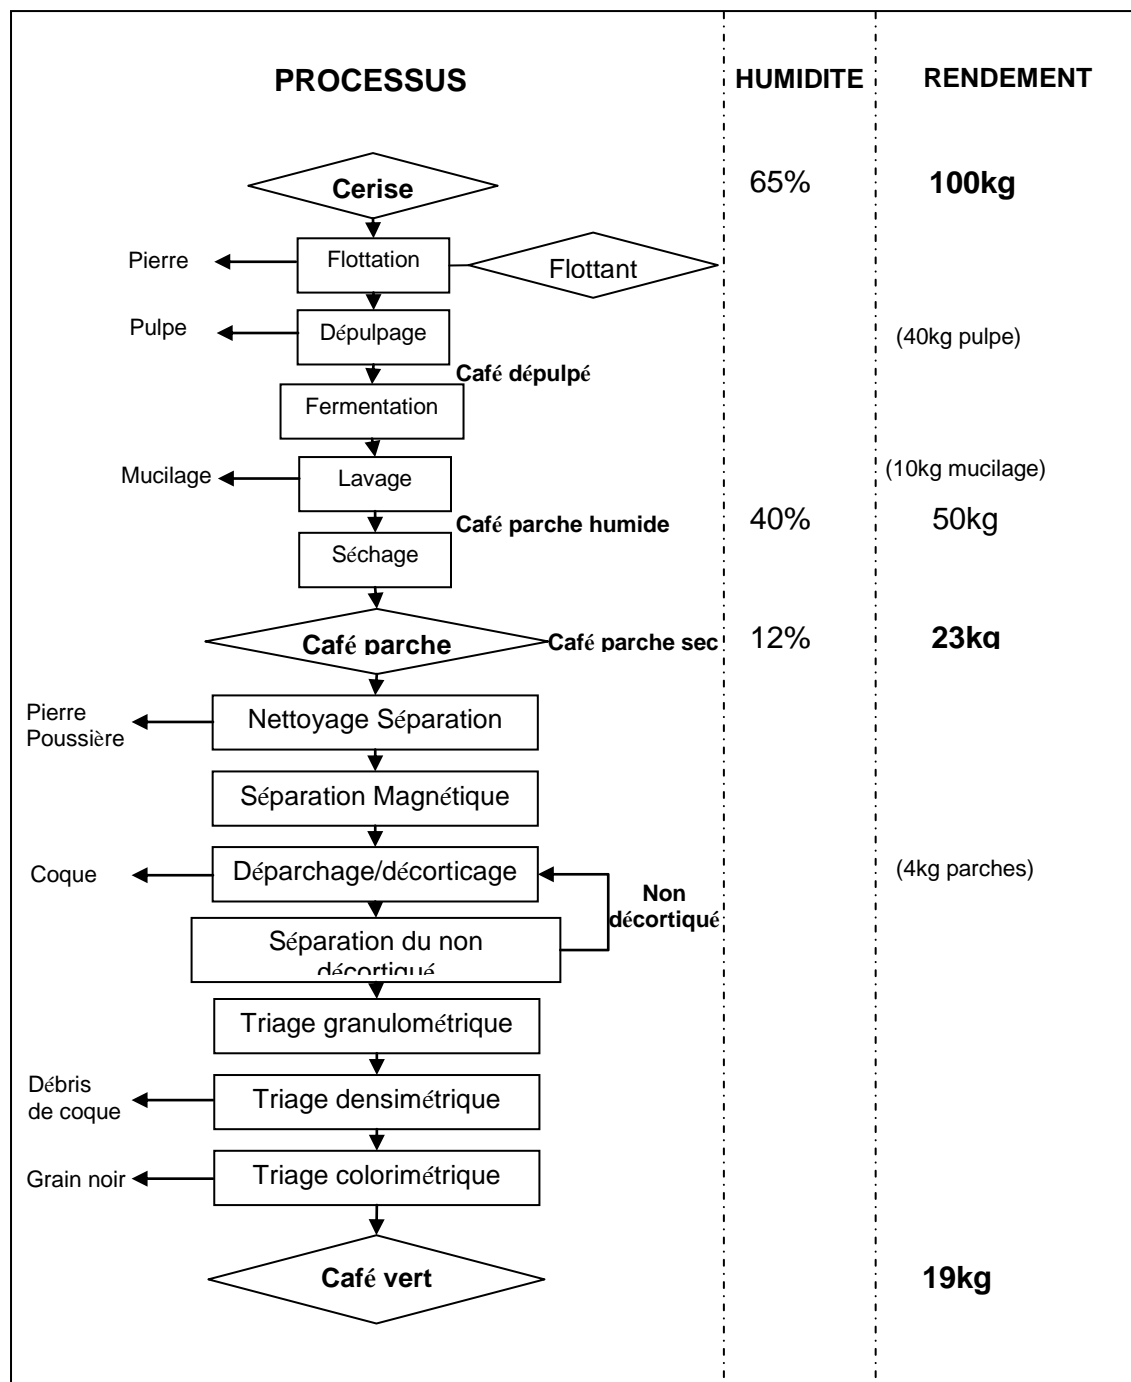 PROCESSUS HUMIDITE RENDEMENT
Cerise 65% 100kg
Pierre Flottation Flottant
Pulpe Dépulpage (40kg pulpe)
Café dépulpé
Fermentation
Mucilage Lavage (10kg mucilage)
Café parche humide 40% 50kg
Séchage
Café parche Café parche sec 12% 23kg
Pierre
Poussière
Nettoyage Séparation
Séparation Magnétique
Coque Déparchage/décorticage (4kg parches)
Non
décortiqué
Séparation du non
décortiqué
Triage granulométrique
Débris
de coque
Triage densimétrique
Grain noir Triage colorimétrique
Café vert 19kg